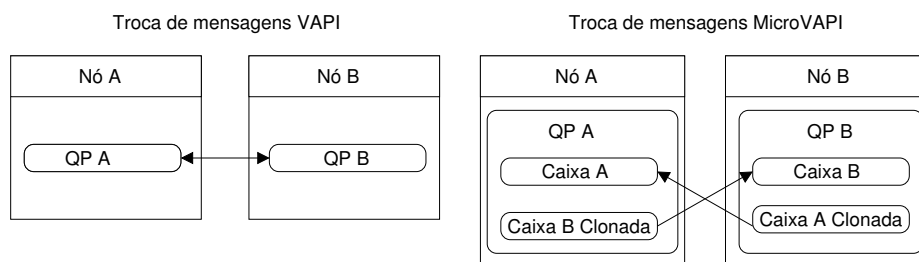 Troca de mensagens VAPI
Nó A
Nó B
QP A
QP B
Troca de mensagens MicroVAPI
Nó A
Nó B
QP A
QP B
Caixa A
Caixa B
Caixa B Clonada
Caixa A Clonada